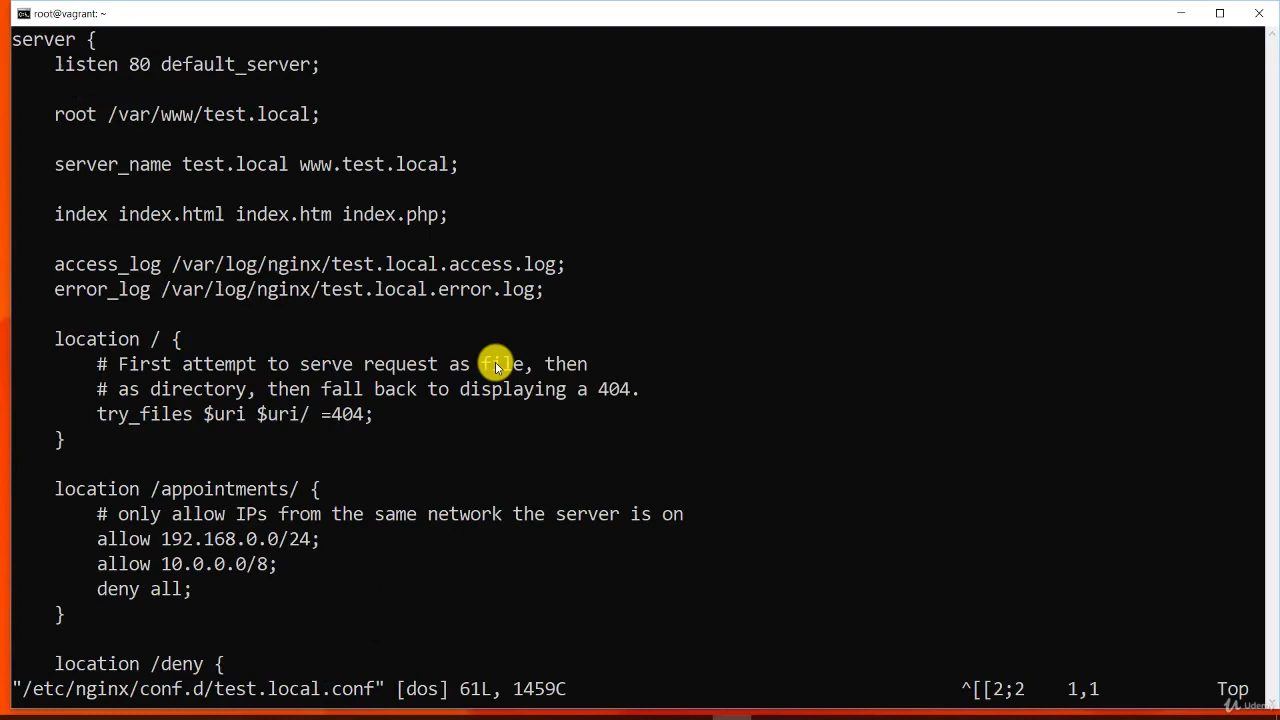 root@vagrant: ~
server {
    listen 80 default_server;
    root /var/www/test.local;
    server_name test.local www.test.local;
    index index.html index.htm index.php;
    access_log /var/log/nginx/test.local.access.log;
    error_log /var/log/nginx/test.local.error.log;
    location / {
        # First attempt to serve request as file, then
        # as directory, then fall back to displaying a 404.
        try_files $uri $uri/ =404;
    }
    location /appointments/ {
        # only allow IPs from the same network the server is on
        allow 192.168.0.0/24;
        allow 10.0.0.0/8;
        deny all;
    }
    location /deny {
"/etc/nginx/conf.d/test.local.conf" [dos] 61L, 1459C ^[[2;2 1,1 Top